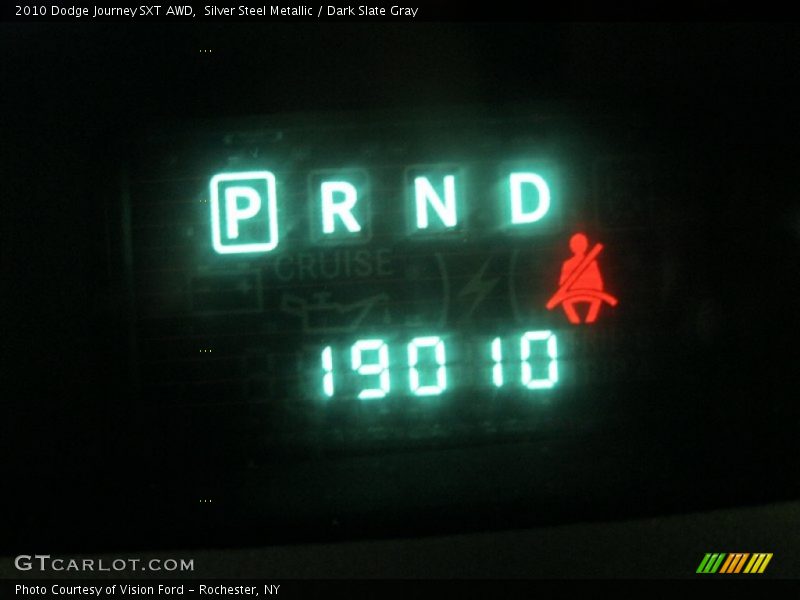 2010 Dodge Journey SXT AWD,  Silver Steel Metallic / Dark Slate Gray
P R N D
CRUISE
19010
GTCARLOT.COM
Photo Courtesy of Vision Ford - Rochester, NY